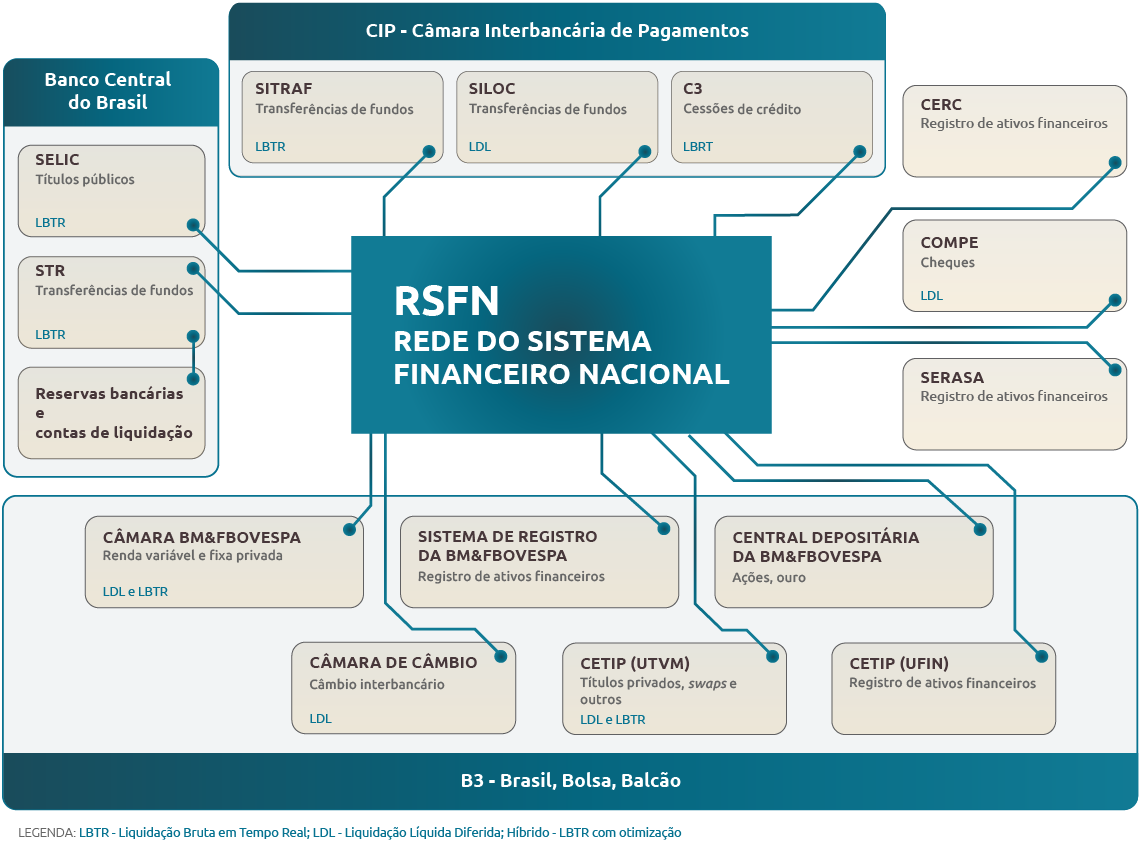 CIP - Câmara Interbancária de Pagamentos
SITRAF
Transferências de fundos
LBTR
SILOC
Transferências de fundos
LDL
C3
Cessões de crédito
LBRT
Banco Central
do Brasil
SELIC
Títulos públicos
LBTR
STR
Transferências de fundos
LBTR
Reservas bancárias
e
contas de liquidação
CERC
Registro de ativos financeiros
COMPE
Cheques
LDL
SERASA
Registro de ativos financeiros
RSFN
REDE DO SISTEMA
FINANCEIRO NACIONAL
CÂMARA BM&FBOVESPA
Renda variável e fixa privada
LDL e LBTR
SISTEMA DE REGISTRO
DA BM&FBOVESPA
Registro de ativos financeiros
CENTRAL DEPOSITÁRIA
DA BM&FBOVESPA
Ações, ouro
CÂMARA DE CÂMBIO
Câmbio interbancário
LDL
CETIP (UTVM)
Títulos privados, swaps e
outros
LDL e LBTR
CETIP (UFIN)
Registro de ativos financeiros
B3 - Brasil, Bolsa, Balcão
LEGENDA: LBTR - Liquidação Bruta em Tempo Real; LDL - Liquidação Líquida Diferida; Híbrido - LBTR com otimização